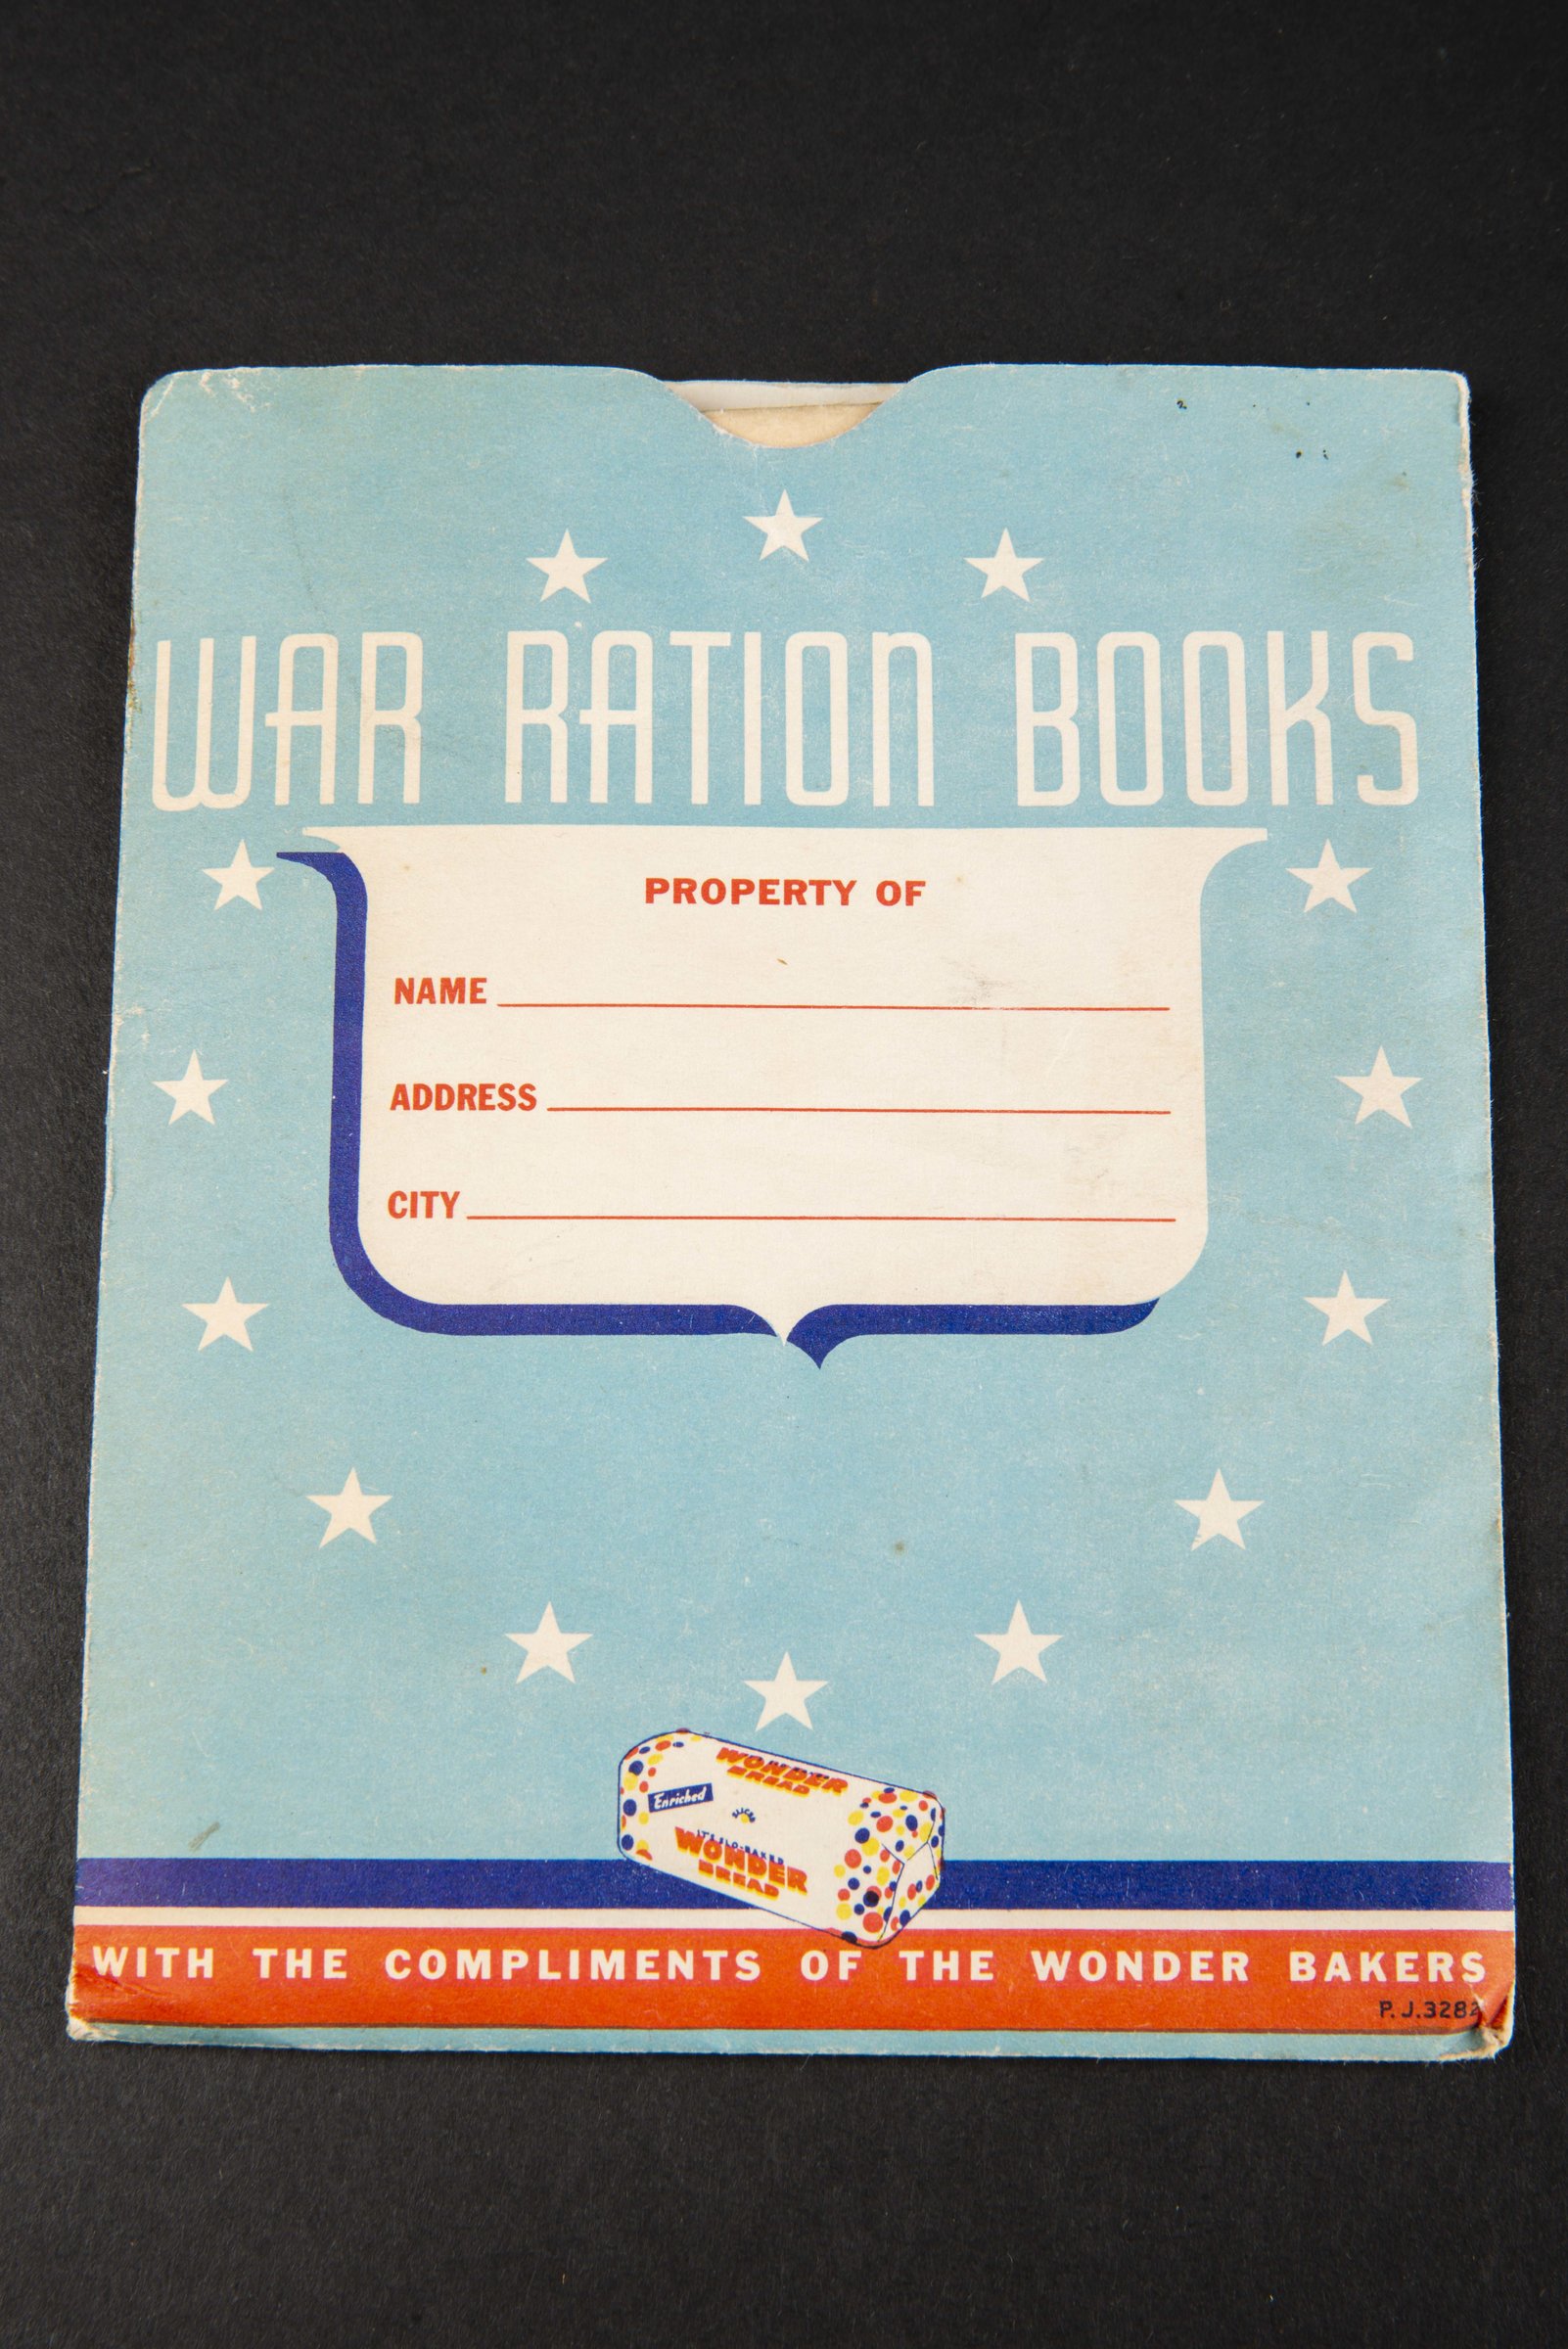 WAR RATION BOOKS
PROPERTY OF
NAME
ADDRESS
CITY
WONDER
BREAD
Enriched
SLICED
IT'S SLO-BAKED
WONDER
BREAD
WITH THE COMPLIMENTS OF THE WONDER BAKERS
P.J.3282